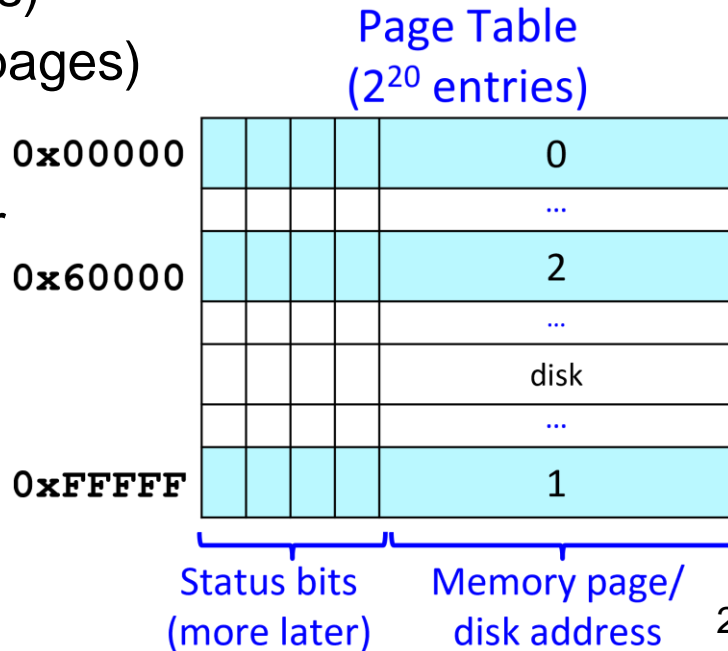 s)
pages)
Page Table
(2²⁰ entries)
0x00000
0
...
0x60000
2
...
disk
...
0xFFFFF
1
Status bits
(more later)
Memory page/
disk address
2